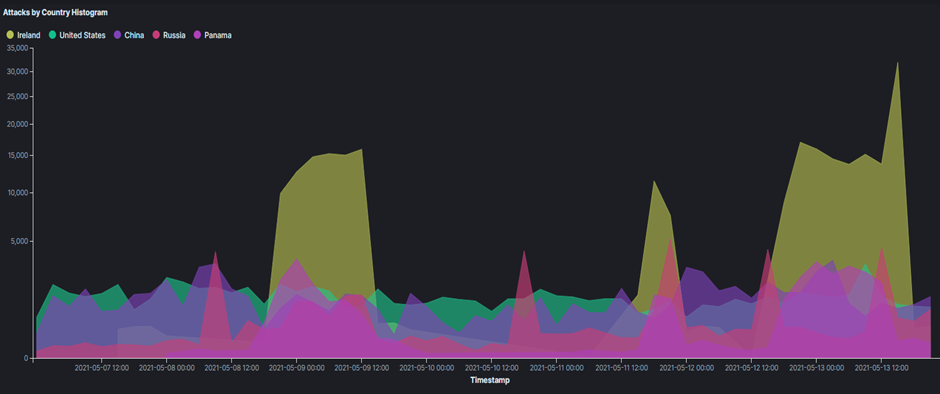 Attacks by Country Histogram
Ireland United States China Russia Panama
35,000
30,000
25,000
20,000
15,000
10,000
5,000
0
2021-05-07 12:00 2021-05-08 00:00 2021-05-08 12:00 2021-05-09 00:00 2021-05-09 12:00 2021-05-10 00:00 2021-05-10 12:00 2021-05-11 00:00 2021-05-11 12:00 2021-05-12 00:00 2021-05-12 12:00 2021-05-13 00:00 2021-05-13 12:00
Timestamp